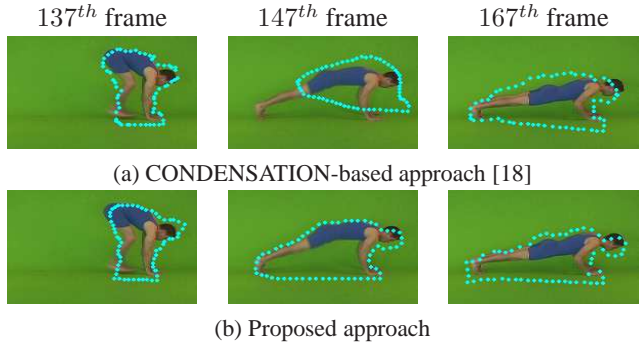 137th frame 147th frame 167th frame
(a) CONDENSATION-based approach [18]
(b) Proposed approach